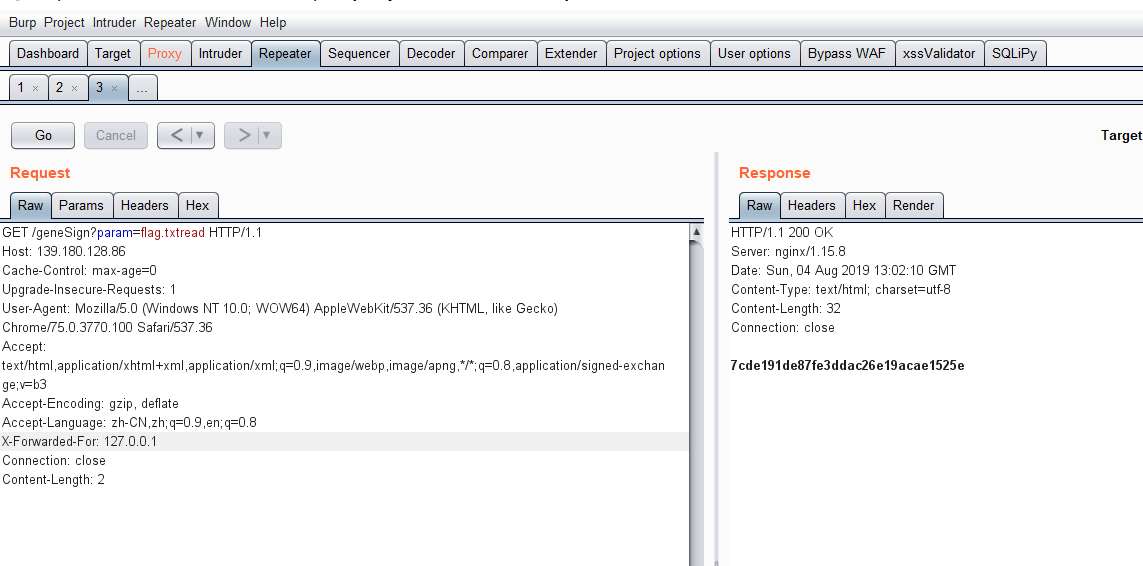 Burp Project Intruder Repeater Window Help
Dashboard Target Proxy Intruder Repeater Sequencer Decoder Comparer Extender Project options User options Bypass WAF xssValidator SQLiPy
1 × 2 × 3 × ...
Go Cancel < ▼ > ▼ Target
Request
Raw Params Headers Hex
GET /geneSign?param=flag.txtread HTTP/1.1
Host: 139.180.128.86
Cache-Control: max-age=0
Upgrade-Insecure-Requests: 1
User-Agent: Mozilla/5.0 (Windows NT 10.0; WOW64) AppleWebKit/537.36 (KHTML, like Gecko)
Chrome/75.0.3770.100 Safari/537.36
Accept:
text/html,application/xhtml+xml,application/xml;q=0.9,image/webp,image/apng,*/*;q=0.8,application/signed-exchan
ge;v=b3
Accept-Encoding: gzip, deflate
Accept-Language: zh-CN,zh;q=0.9,en;q=0.8
X-Forwarded-For: 127.0.0.1
Connection: close
Content-Length: 2
Response
Raw Headers Hex Render
HTTP/1.1 200 OK
Server: nginx/1.15.8
Date: Sun, 04 Aug 2019 13:02:10 GMT
Content-Type: text/html; charset=utf-8
Content-Length: 32
Connection: close
7cde191de87fe3ddac26e19acae1525e